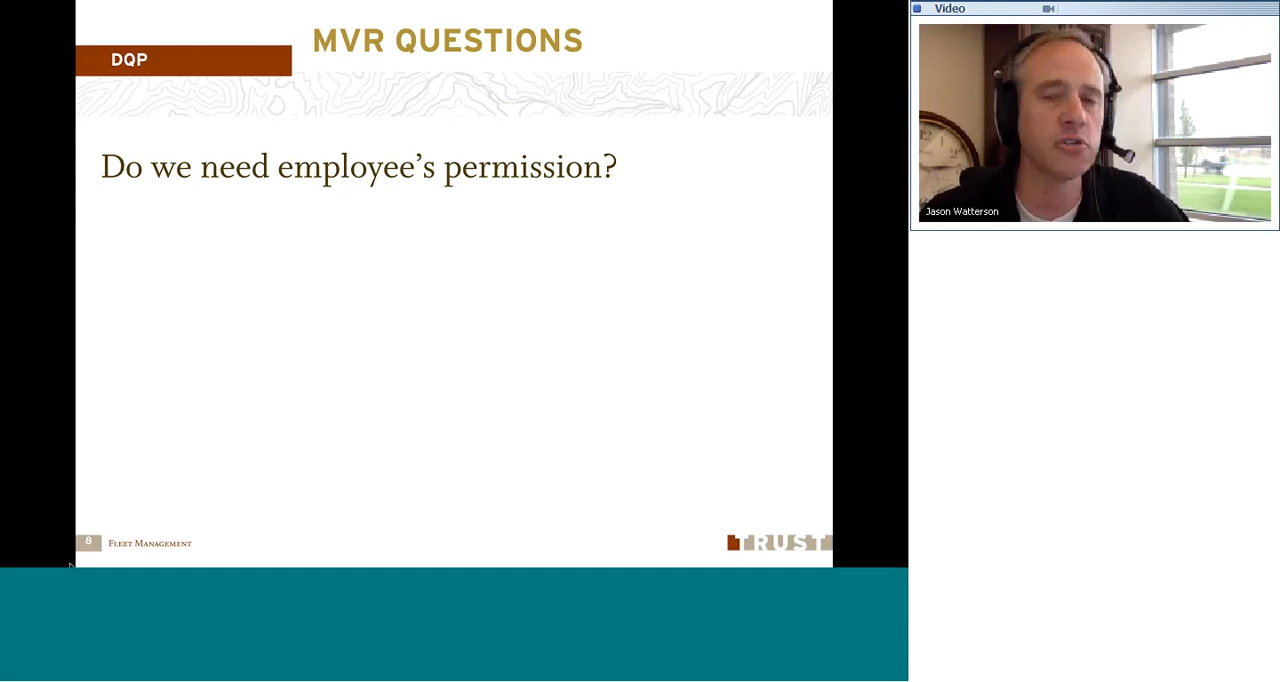 MVR QUESTIONS
DQP
Do we need employee’s permission?
8 Fleet Management
TRUST
Video
Jason Watterson